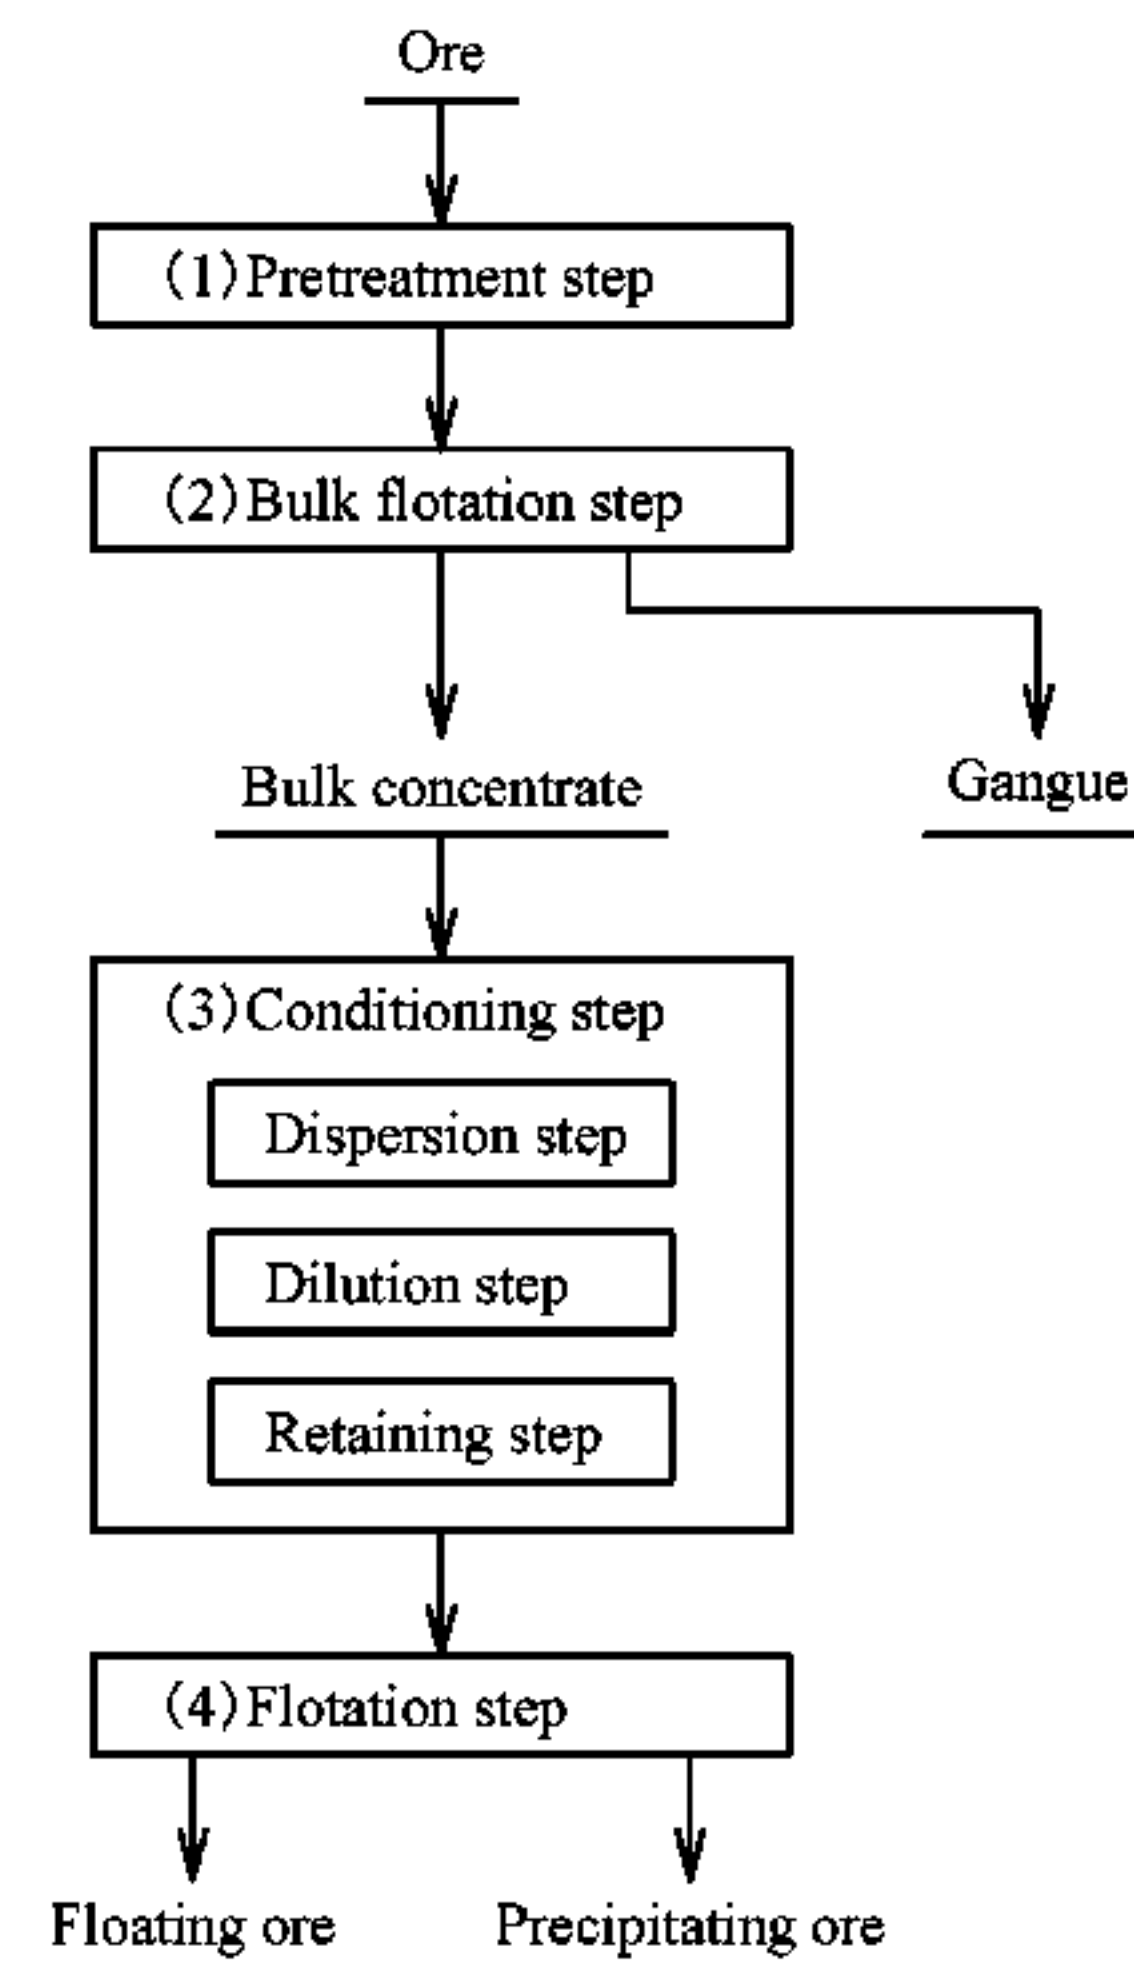 Ore
(1)Pretreatment step
(2)Bulk flotation step
Bulk concentrate
Gangue
(3)Conditioning step
Dispersion step
Dilution step
Retaining step
(4)Flotation step
Floating ore
Precipitating ore